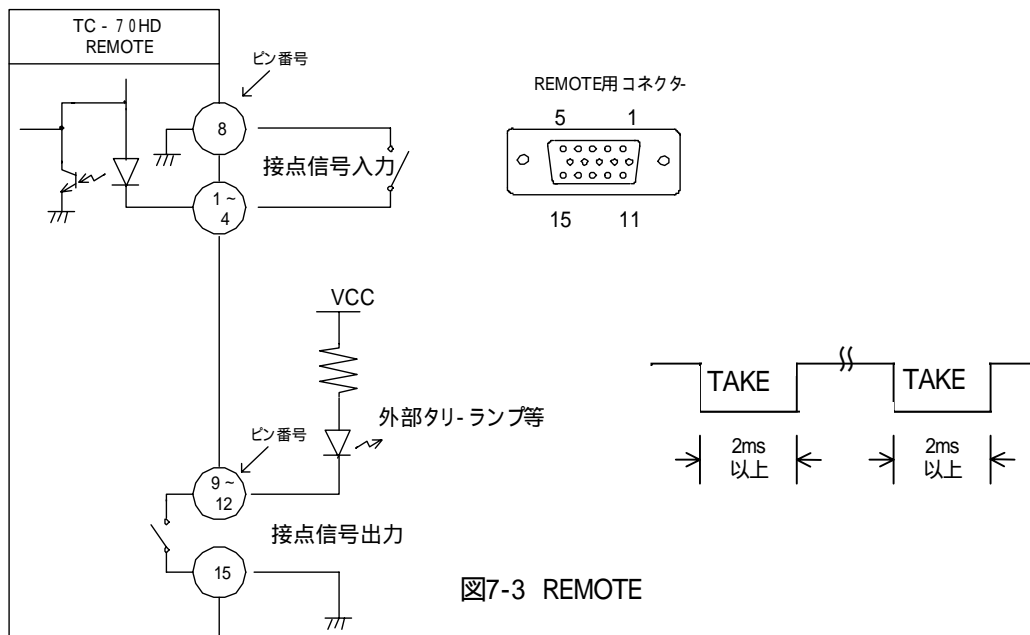 TC - 7 0 HD
REMOTE
ピン番号
8
接点信号入力
1 ~
4
REMOTE用コネクタ-
5 1
15 11
VCC
外部タリ-ランプ等
ピン番号
9 ~
12
接点信号出力
15
TAKE TAKE
2ms 2ms
以上 以上
図7-3 REMOTE